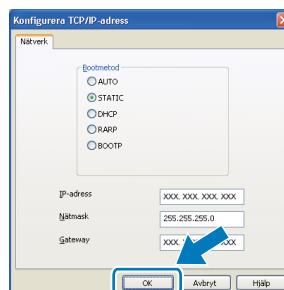 Konfigurera TCP/IP-adress
Nätverk
Bootmetod
AUTO
STATIC
DHCP
RARP
BOOTP
IP-adress XXX. XXX. XXX. XXX
Nätmask 255.255.255.0
Gateway XXX. XXX
OK Avbryt Hjälp